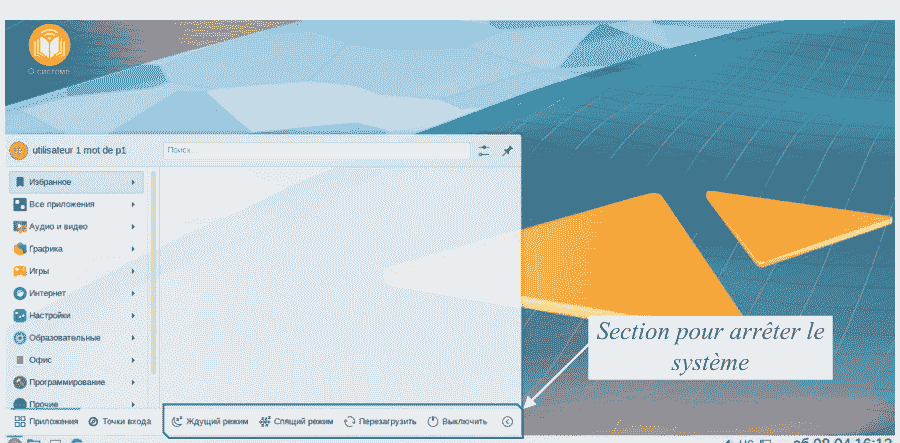 О системе
utilisateur 1 mot de p1
Поиск...
Избранное
Все приложения
Аудио и видео
Графика
Игры
Интернет
Настройки
Образовательные
Офис
Программирование
Прочие
Section pour arrêter le
système
Приложения Точки входа Ждущий режим Спящий режим Перезагрузить Выключить